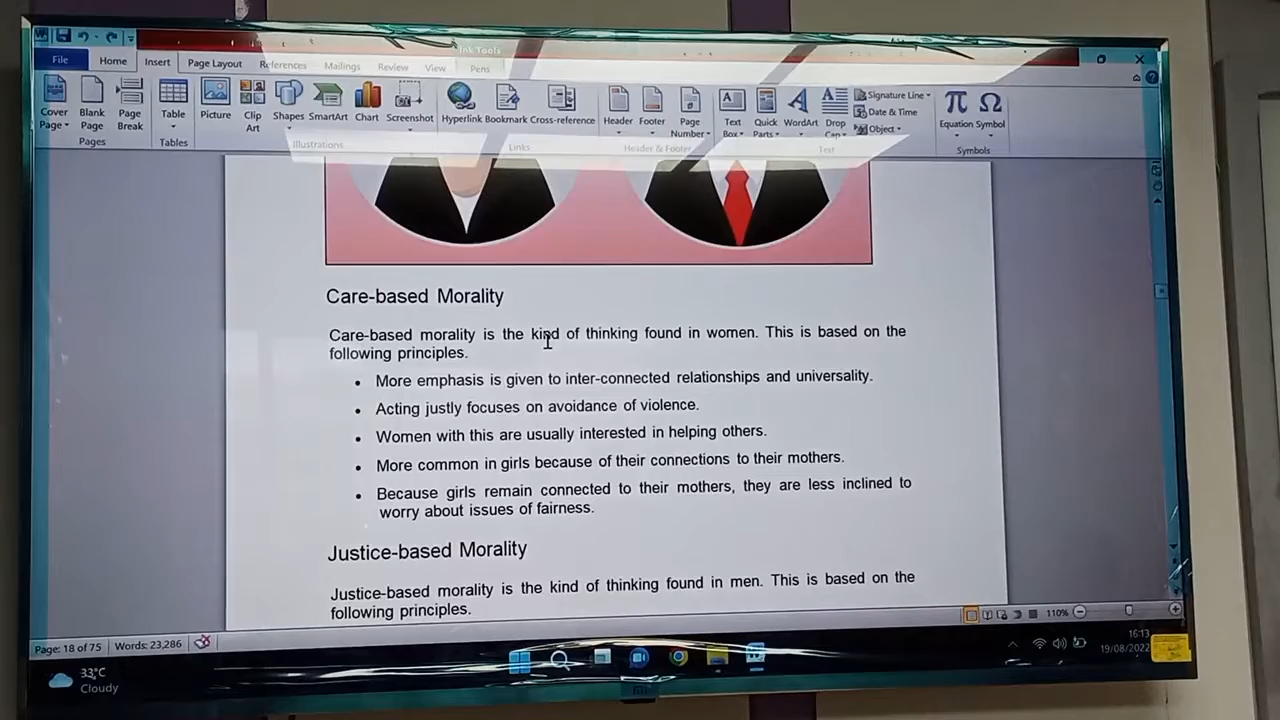 Ink Tools
File Home Insert Page Layout References Mailings Review View Pens
Cover Page Blank Page Page Break Table Picture Clip Art Shapes SmartArt Chart Screenshot Hyperlink Bookmark Cross-reference Header Footer Page Number Text Box Quick Parts WordArt Drop Cap Signature Line Date & Time Object Equation Symbol
Pages Tables Illustrations Links Header & Footer Text Symbols
Care-based Morality
Care-based morality is the kind of thinking found in women. This is based on the
following principles.
• More emphasis is given to inter-connected relationships and universality.
• Acting justly focuses on avoidance of violence.
• Women with this are usually interested in helping others.
• More common in girls because of their connections to their mothers.
• Because girls remain connected to their mothers, they are less inclined to
worry about issues of fairness.
Justice-based Morality
Justice-based morality is the kind of thinking found in men. This is based on the
following principles.
Page: 18 of 75 Words: 23,286 110%
33°C
Cloudy
16:13
19/08/2022
mi